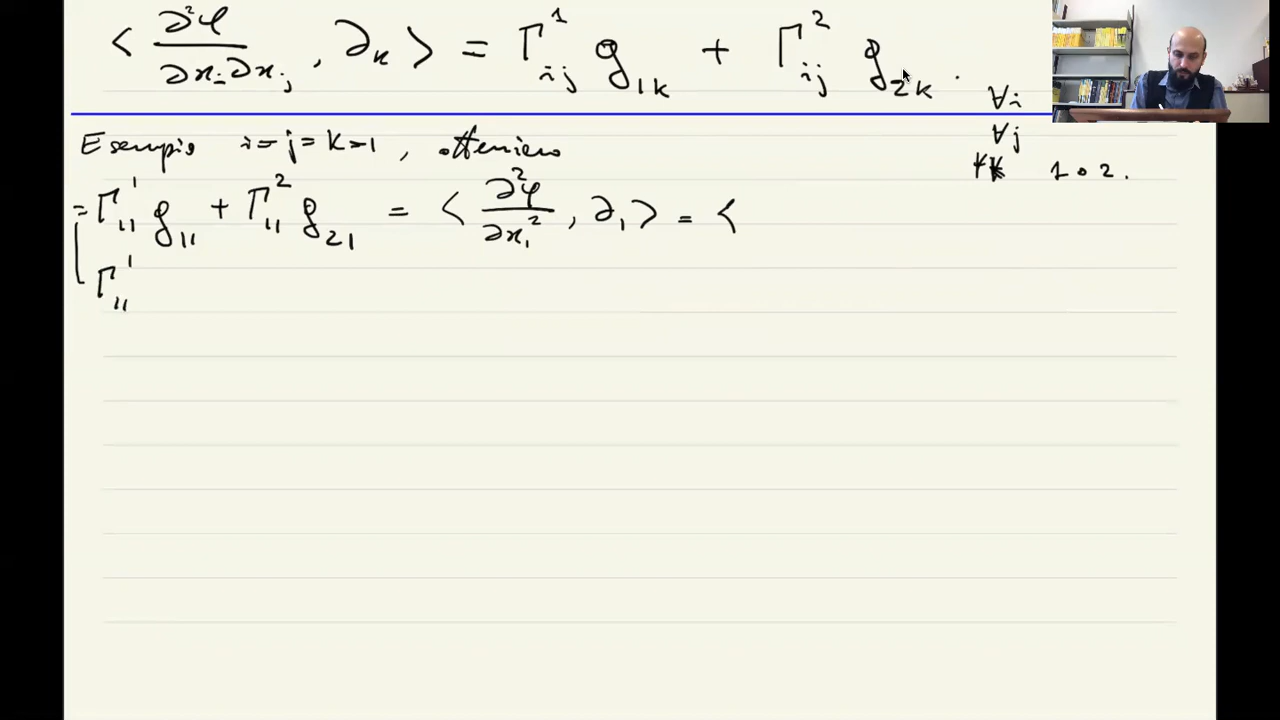 < ∂²φ/∂xᵢ∂xⱼ , ∂ₖ > = Γ¹ᵢⱼ g₁ₖ + Γ²ᵢⱼ g₂ₖ .
∀i
∀j
∀k 1 o 2.
Esempio i=j=k=1, otteniamo
= Γ¹₁₁ g₁₁ + Γ²₁₁ g₂₁ = < ∂²φ/∂x₁² , ∂₁ > = <
Γ¹₁₁